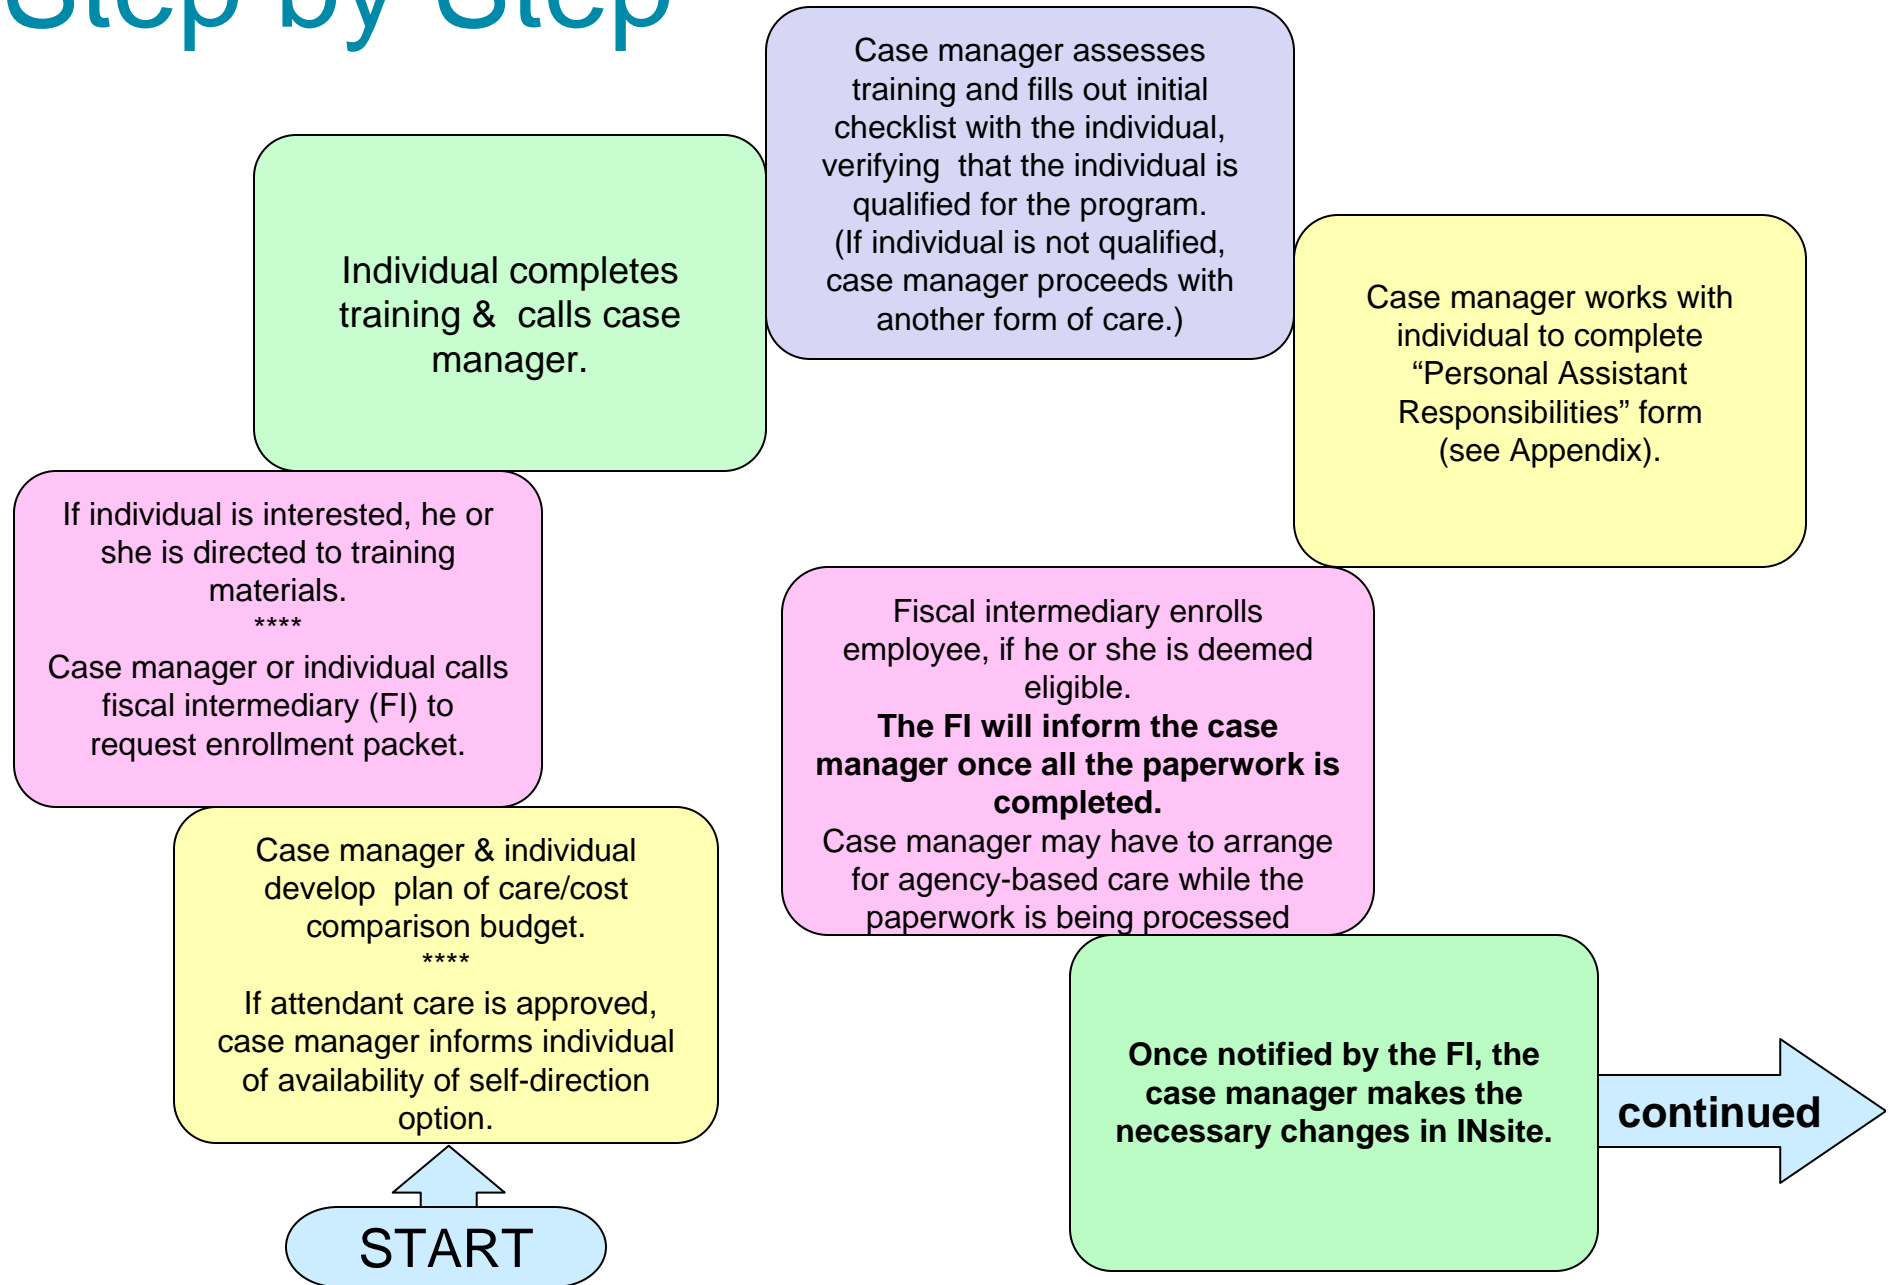 Step by Step
Case manager assesses
training and fills out initial
checklist with the individual,
verifying that the individual is
qualified for the program.
(If individual is not qualified,
case manager proceeds with
another form of care.)
Individual completes
training & calls case
manager.
Case manager works with
individual to complete
“Personal Assistant
Responsibilities” form
(see Appendix).
If individual is interested, he or
she is directed to training
materials.
****
Case manager or individual calls
fiscal intermediary (FI) to
request enrollment packet.
Fiscal intermediary enrolls
employee, if he or she is deemed
eligible.
The FI will inform the case
manager once all the paperwork is
completed.
Case manager may have to arrange
for agency-based care while the
paperwork is being processed
Case manager & individual
develop plan of care/cost
comparison budget.
****
If attendant care is approved,
case manager informs individual
of availability of self-direction
option.
Once notified by the FI, the
case manager makes the
necessary changes in INsite.
continued
START